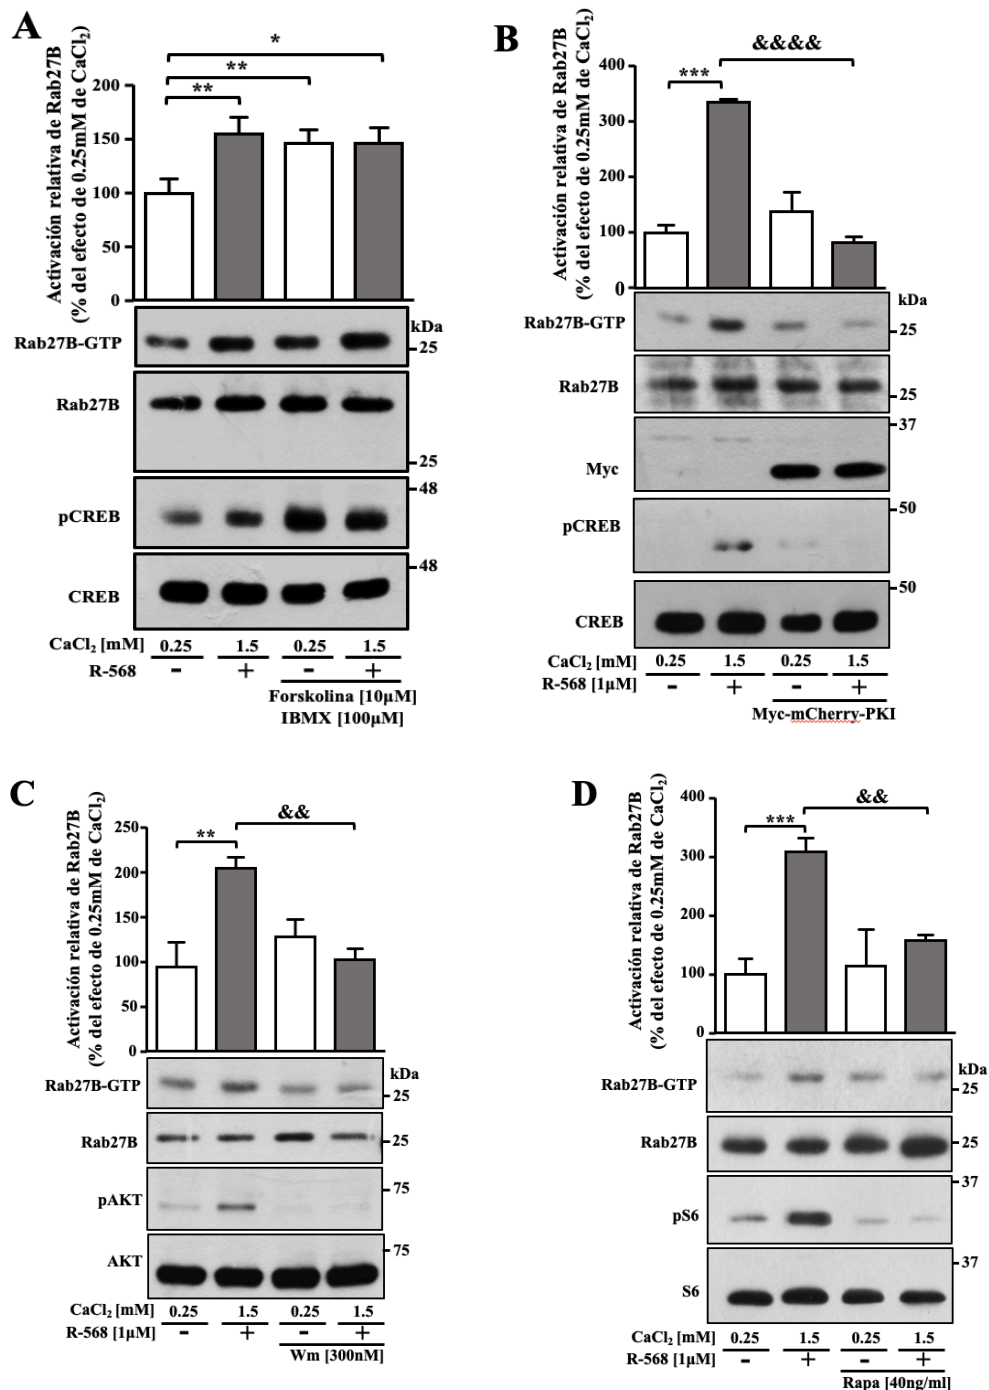 A
Activación relativa de Rab27B
(% del efecto de 0.25mM de CaCl₂)
200
150
100
50
0
*
**
**
kDa
Rab27B-GTP
25
Rab27B
25
48
pCREB
48
CREB
CaCl₂ [mM] 0.25 1.5 0.25 1.5
R-568 - + - +
Forskolina [10µM]
IBMX [100µM]
B
Activación relativa de Rab27B
(% del efecto de 0.25mM de CaCl₂)
400
300
200
100
0
&&&&
***
kDa
Rab27B-GTP
25
Rab27B
25
37
Myc
50
pCREB
50
CREB
CaCl₂ [mM] 0.25 1.5 0.25 1.5
R-568 [1µM] - + - +
Myc-mCherry-PKI
C
Activación relativa de Rab27B
(% del efecto de 0.25mM de CaCl₂)
250
200
150
100
50
0
&&
**
kDa
Rab27B-GTP
25
Rab27B
25
75
pAKT
75
AKT
CaCl₂ [mM] 0.25 1.5 0.25 1.5
R-568 [1µM] - + - +
Wm [300nM]
D
Activación relativa de Rab27B
(% del efecto de 0.25mM de CaCl₂)
400
300
200
100
0
&&
***
kDa
Rab27B-GTP
25
Rab27B
25
37
pS6
37
S6
CaCl₂ [mM] 0.25 1.5 0.25 1.5
R-568 [1µM] - + - +
Rapa [40ng/ml]